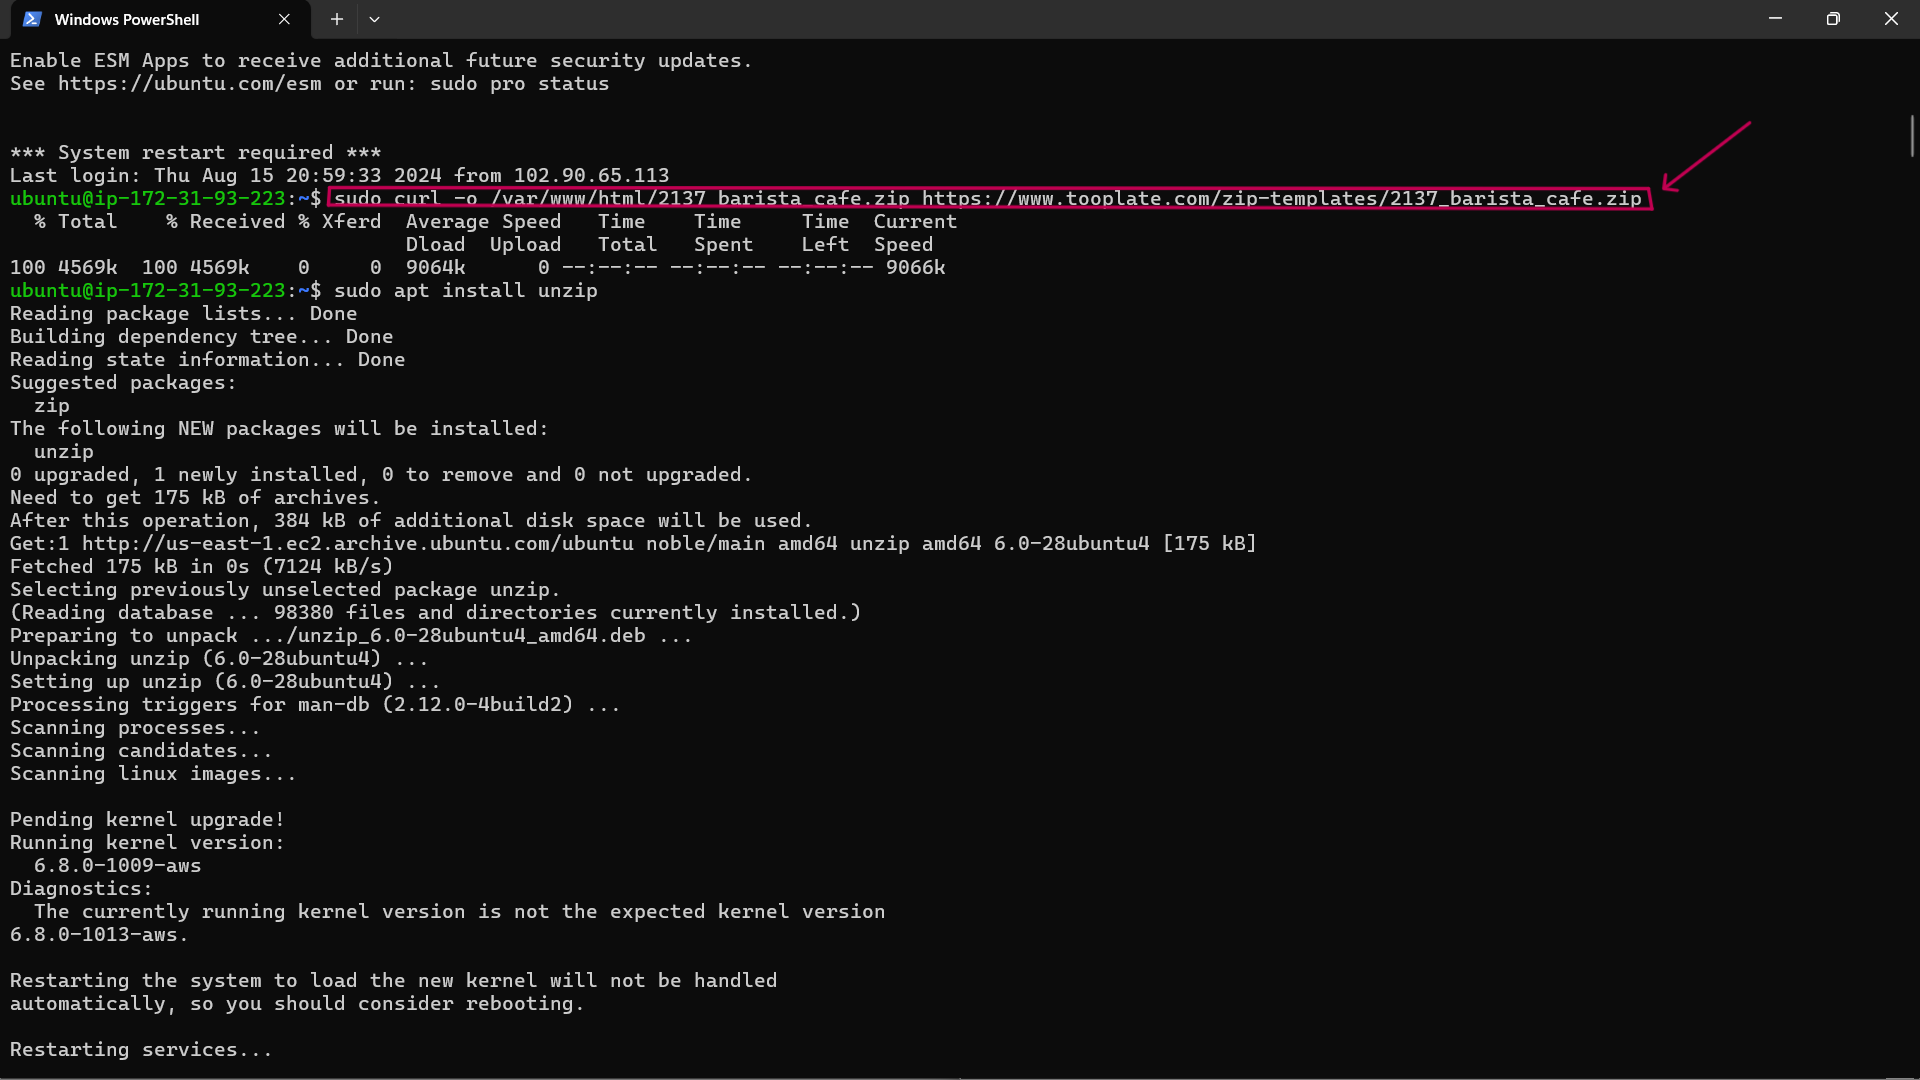 Windows PowerShell
Enable ESM Apps to receive additional future security updates.
See https://ubuntu.com/esm or run: sudo pro status
*** System restart required ***
Last login: Thu Aug 15 20:59:33 2024 from 102.90.65.113
ubuntu@ip-172-31-93-223:~$ sudo curl -o /var/www/html/2137_barista_cafe.zip https://www.tooplate.com/zip-templates/2137_barista_cafe.zip
  % Total    % Received % Xferd  Average Speed   Time    Time     Time  Current
                                 Dload  Upload   Total   Spent    Left  Speed
100 4569k  100 4569k    0     0  9064k      0 --:--:-- --:--:-- --:--:-- 9066k
ubuntu@ip-172-31-93-223:~$ sudo apt install unzip
Reading package lists... Done
Building dependency tree... Done
Reading state information... Done
Suggested packages:
  zip
The following NEW packages will be installed:
  unzip
0 upgraded, 1 newly installed, 0 to remove and 0 not upgraded.
Need to get 175 kB of archives.
After this operation, 384 kB of additional disk space will be used.
Get:1 http://us-east-1.ec2.archive.ubuntu.com/ubuntu noble/main amd64 unzip amd64 6.0-28ubuntu4 [175 kB]
Fetched 175 kB in 0s (7124 kB/s)
Selecting previously unselected package unzip.
(Reading database ... 98380 files and directories currently installed.)
Preparing to unpack .../unzip_6.0-28ubuntu4_amd64.deb ...
Unpacking unzip (6.0-28ubuntu4) ...
Setting up unzip (6.0-28ubuntu4) ...
Processing triggers for man-db (2.12.0-4build2) ...
Scanning processes...
Scanning candidates...
Scanning linux images...
Pending kernel upgrade!
Running kernel version:
  6.8.0-1009-aws
Diagnostics:
  The currently running kernel version is not the expected kernel version
6.8.0-1013-aws.
Restarting the system to load the new kernel will not be handled
automatically, so you should consider rebooting.
Restarting services...